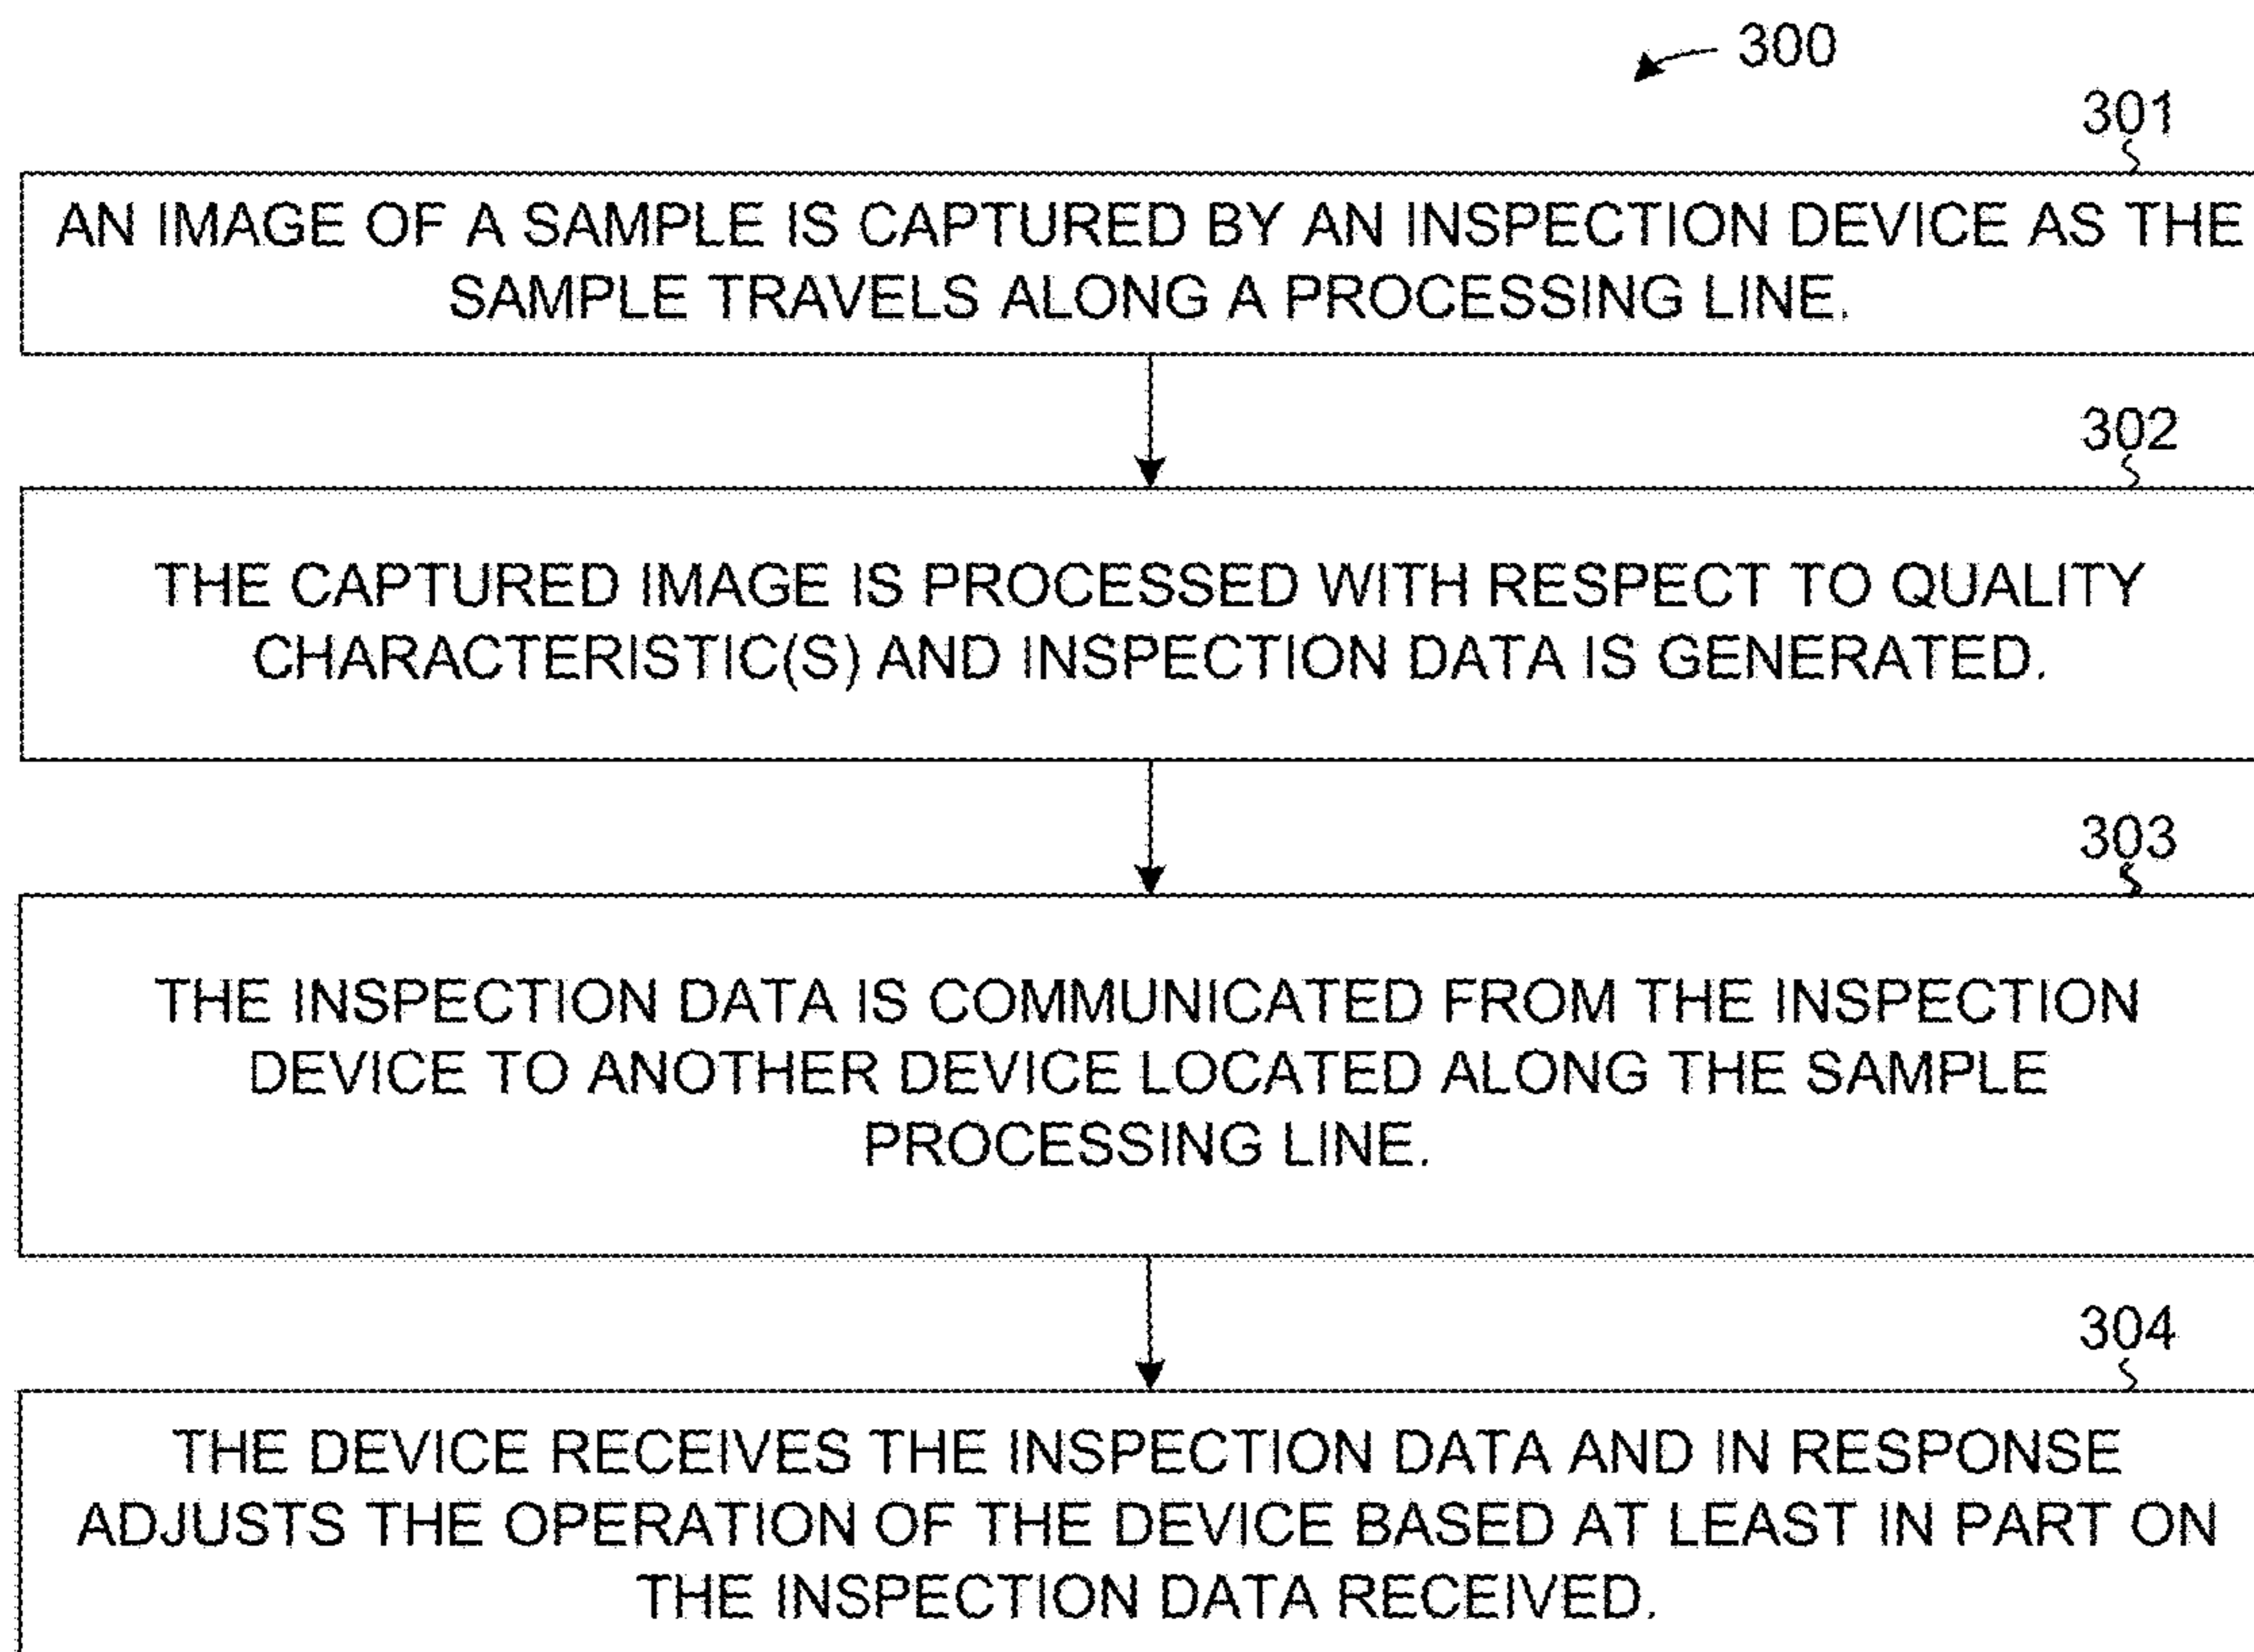 300
301
AN IMAGE OF A SAMPLE IS CAPTURED BY AN INSPECTION DEVICE AS THE
SAMPLE TRAVELS ALONG A PROCESSING LINE.
302
THE CAPTURED IMAGE IS PROCESSED WITH RESPECT TO QUALITY
CHARACTERISTIC(S) AND INSPECTION DATA IS GENERATED.
303
THE INSPECTION DATA IS COMMUNICATED FROM THE INSPECTION
DEVICE TO ANOTHER DEVICE LOCATED ALONG THE SAMPLE
PROCESSING LINE.
304
THE DEVICE RECEIVES THE INSPECTION DATA AND IN RESPONSE
ADJUSTS THE OPERATION OF THE DEVICE BASED AT LEAST IN PART ON
THE INSPECTION DATA RECEIVED.